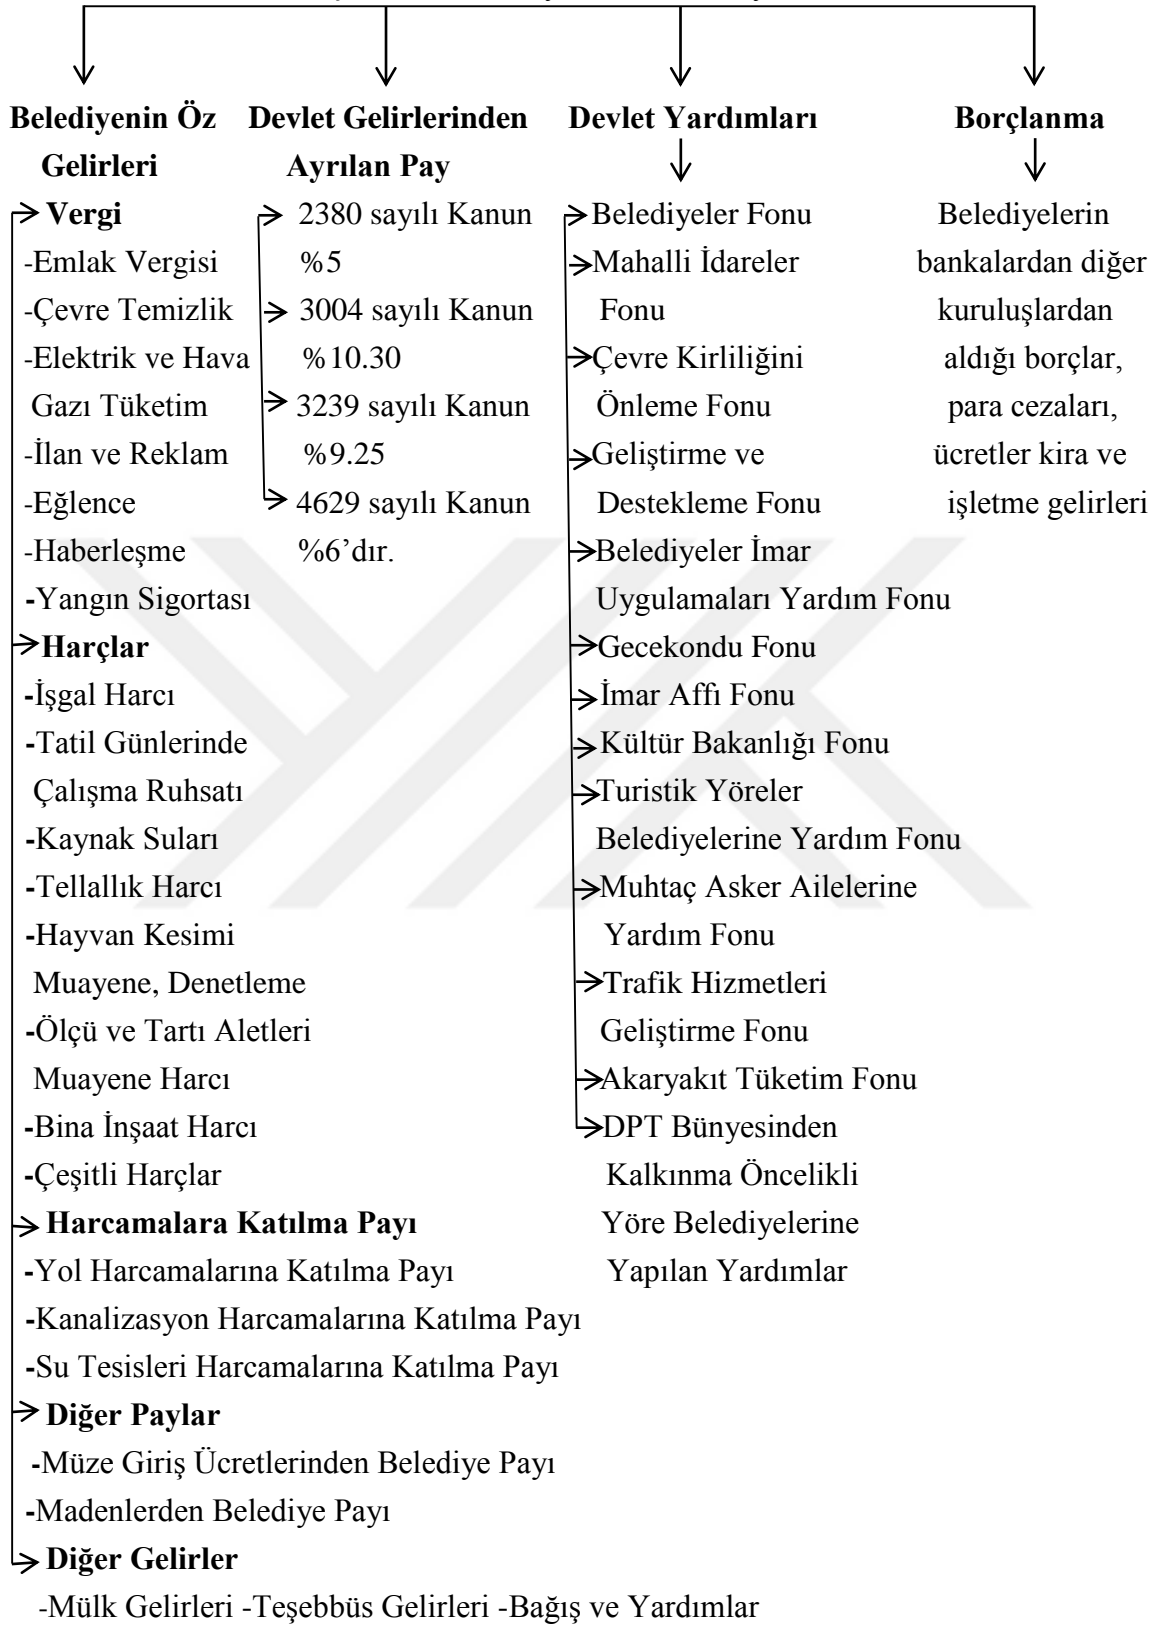 Belediyenin Öz
Gelirleri
Vergi
-Emlak Vergisi
-Çevre Temizlik
-Elektrik ve Hava
Gazı Tüketim
-İlan ve Reklam
-Eğlence
-Haberleşme
-Yangın Sigortası
Harçlar
-İşgal Harcı
-Tatil Günlerinde
Çalışma Ruhsatı
-Kaynak Suları
-Tellallık Harcı
-Hayvan Kesimi
Muayene, Denetleme
-Ölçü ve Tartı Aletleri
Muayene Harcı
-Bina İnşaat Harcı
-Çeşitli Harçlar
Harcamalara Katılma Payı
-Yol Harcamalarına Katılma Payı
-Kanalizasyon Harcamalarına Katılma Payı
-Su Tesisleri Harcamalarına Katılma Payı
Diğer Paylar
-Müze Giriş Ücretlerinden Belediye Payı
-Madenlerden Belediye Payı
Diğer Gelirler
-Mülk Gelirleri -Teşebbüs Gelirleri -Bağış ve Yardımlar
Devlet Gelirlerinden
Ayrılan Pay
2380 sayılı Kanun
%5
3004 sayılı Kanun
%10.30
3239 sayılı Kanun
%9.25
4629 sayılı Kanun
%6’dır.
Devlet Yardımları
Belediyeler Fonu
Mahalli İdareler
Fonu
Çevre Kirliliğini
Önleme Fonu
Geliştirme ve
Destekleme Fonu
Belediyeler İmar
Uygulamaları Yardım Fonu
Gecekondu Fonu
İmar Affı Fonu
Kültür Bakanlığı Fonu
Turistik Yöreler
Belediyelerine Yardım Fonu
Muhtaç Asker Ailelerine
Yardım Fonu
Trafik Hizmetleri
Geliştirme Fonu
Akaryakıt Tüketim Fonu
DPT Bünyesinden
Kalkınma Öncelikli
Yöre Belediyelerine
Yapılan Yardımlar
Borçlanma
Belediyelerin
bankalardan diğer
kuruluşlardan
aldığı borçlar,
para cezaları,
ücretler kira ve
işletme gelirleri